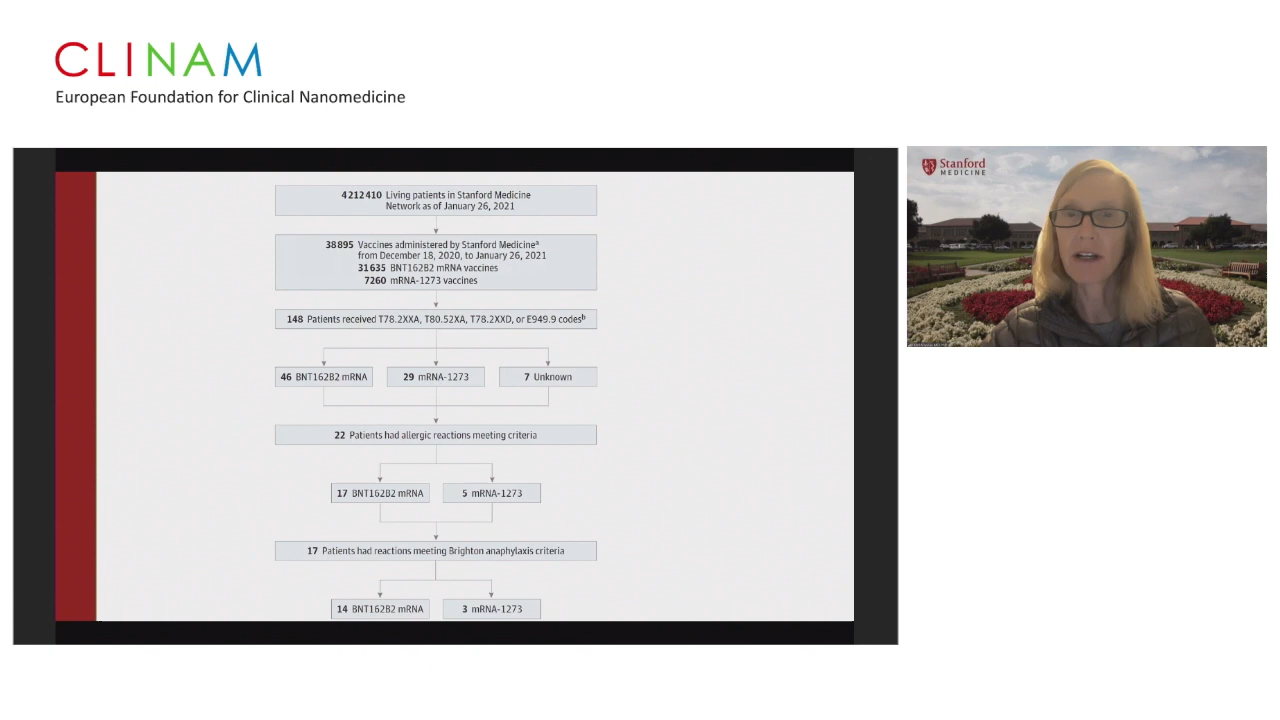 CLINAM
European Foundation for Clinical Nanomedicine
4212410 Living patients in Stanford Medicine
Network as of January 26, 2021
38895 Vaccines administered by Stanford Medicineᵃ
from December 18, 2020, to January 26, 2021
31635 BNT162B2 mRNA vaccines
7260 mRNA-1273 vaccines
148 Patients received T78.2XXA, T80.52XA, T78.2XXD, or E949.9 codesᵇ
46 BNT162B2 mRNA
29 mRNA-1273
7 Unknown
22 Patients had allergic reactions meeting criteria
17 BNT162B2 mRNA
5 mRNA-1273
17 Patients had reactions meeting Brighton anaphylaxis criteria
14 BNT162B2 mRNA
3 mRNA-1273
Stanford
MEDICINE